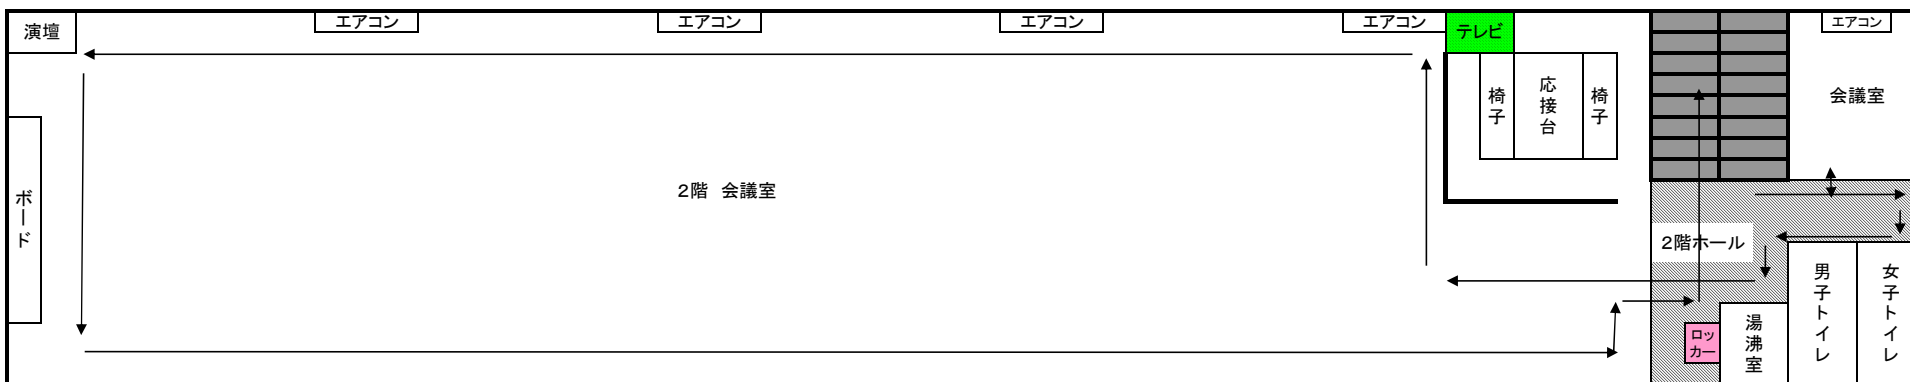 演壇
エアコン
エアコン
エアコン
エアコン
テレビ
エアコン
椅子
応接台
椅子
会議室
ボード
2階　会議室
2階ホール
男子トイレ
女子トイレ
ロッ
カー
湯沸室